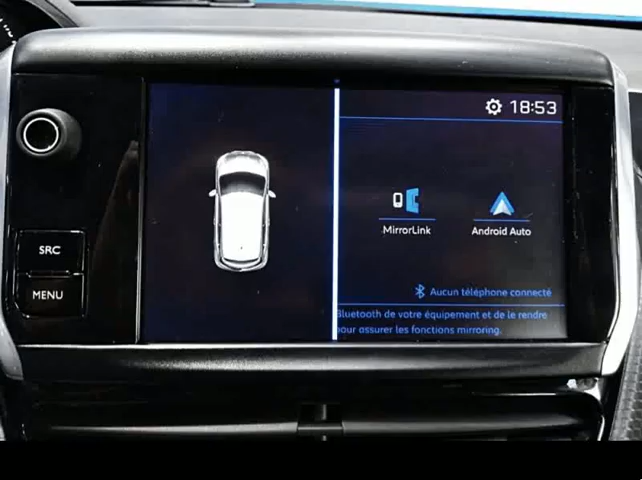 18:53
SRC
MENU
MirrorLink
Android Auto
Aucun téléphone connecté
Bluetooth de votre équipement et de le rendre
pour assurer les fonctions mirroring.